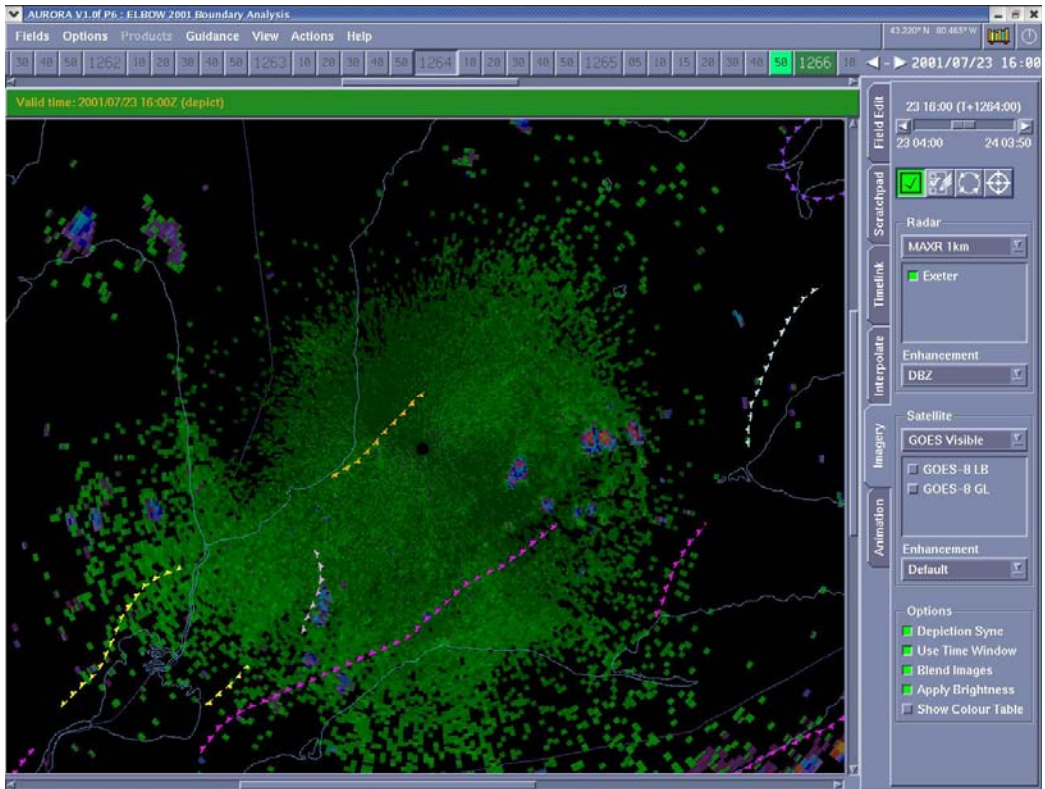 AURORA V1.0f P6 : ELBOW 2001 Boundary Analysis
Fields Options Products Guidance View Actions Help
43.220° N 80.463° W
30 40 50 1262 10 20 30 40 50 1263 10 20 30 40 50 1264 10 20 30 40 50 1265 05 10 15 20 30 40 50 1266 10
2001/07/23 16:00
Valid time: 2001/07/23 16:00Z (depict)
Field Edit
Scratchpad
Timelink
Interpolate
Imagery
Animation
23 16:00 (T+1264:00)
23 04:00 24 03:50
Radar
MAXR 1km
Exeter
Enhancement
DBZ
Satellite
GOES Visible
GOES-8 LB
GOES-8 GL
Enhancement
Default
Options
Depiction Sync
Use Time Window
Blend Images
Apply Brightness
Show Colour Table